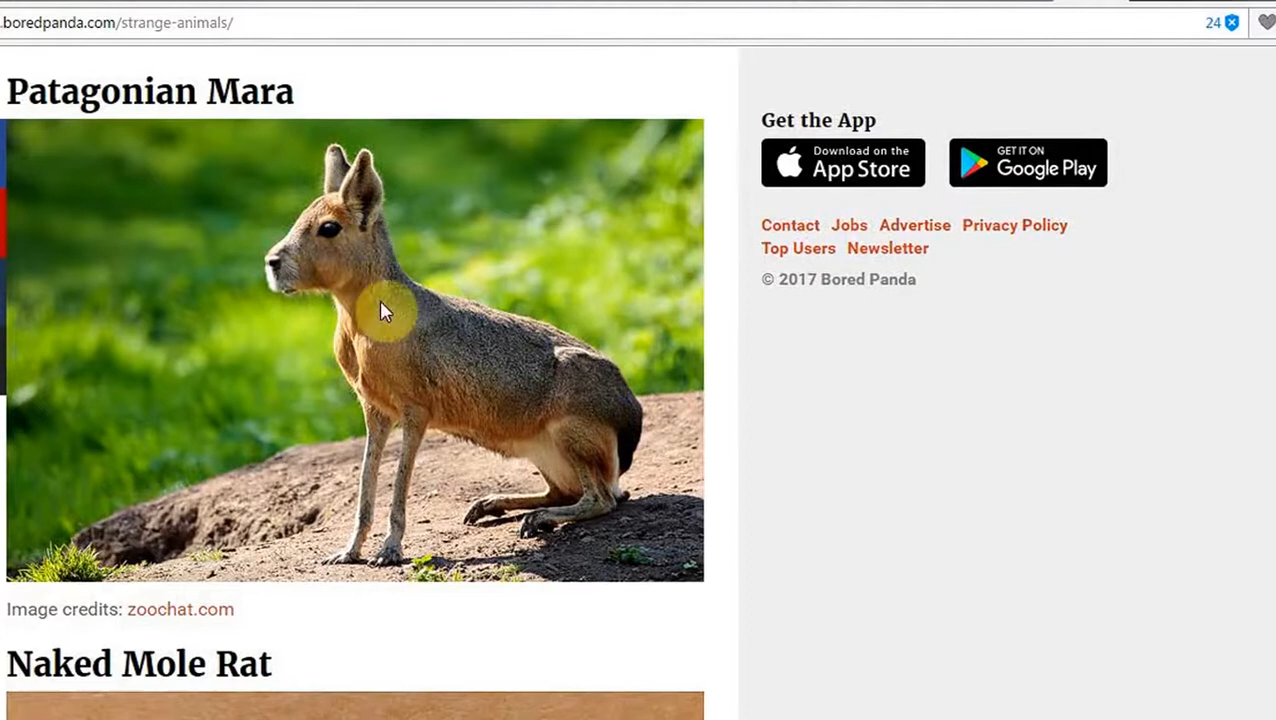 .boredpanda.com/strange-animals/
24
Patagonian Mara
Get the App
Download on the
App Store
GET IT ON
Google Play
Contact Jobs Advertise Privacy Policy
Top Users Newsletter
© 2017 Bored Panda
Image credits: zoochat.com
Naked Mole Rat